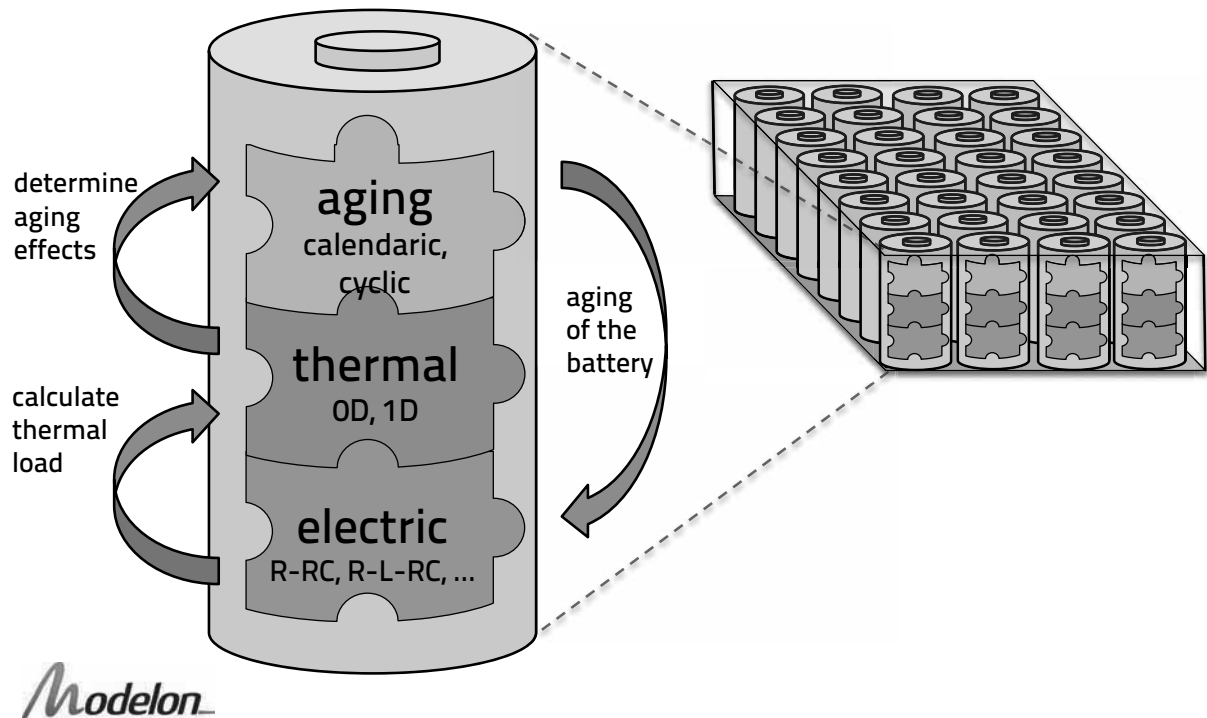 determine
aging
effects
aging
calendaric,
cyclic
aging
of the
battery
thermal
0D, 1D
calculate
thermal
load
electric
R-RC, R-L-RC, ...
Modelon